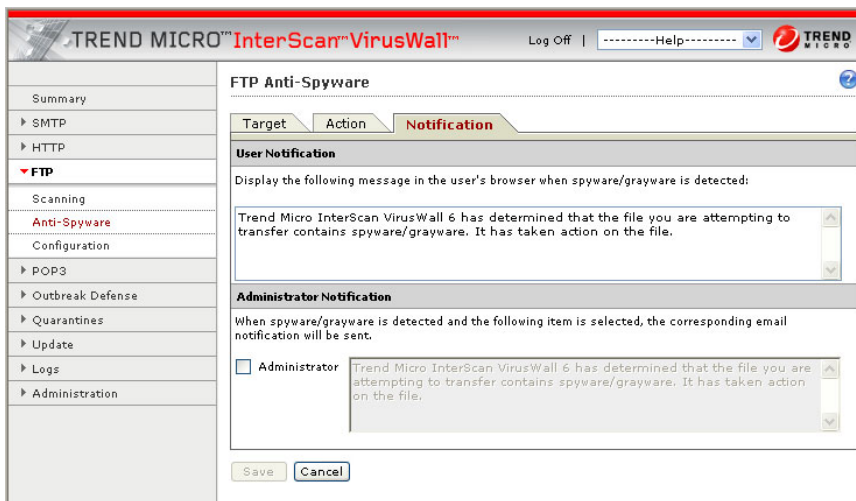 TREND MICRO™ InterScan™ VirusWall™
Log Off | ---------Help---------
TREND MICRO
Summary
SMTP
HTTP
FTP
Scanning
Anti-Spyware
Configuration
POP3
Outbreak Defense
Quarantines
Update
Logs
Administration
FTP Anti-Spyware
?
Target Action Notification
User Notification
Display the following message in the user's browser when spyware/grayware is detected:
Trend Micro InterScan VirusWall 6 has determined that the file you are attempting to
transfer contains spyware/grayware. It has taken action on the file.
Administrator Notification
When spyware/grayware is detected and the following item is selected, the corresponding email
notification will be sent.
Administrator
Trend Micro InterScan VirusWall 6 has determined that the file you are
attempting to transfer contains spyware/grayware. It has taken action
on the file.
Save Cancel